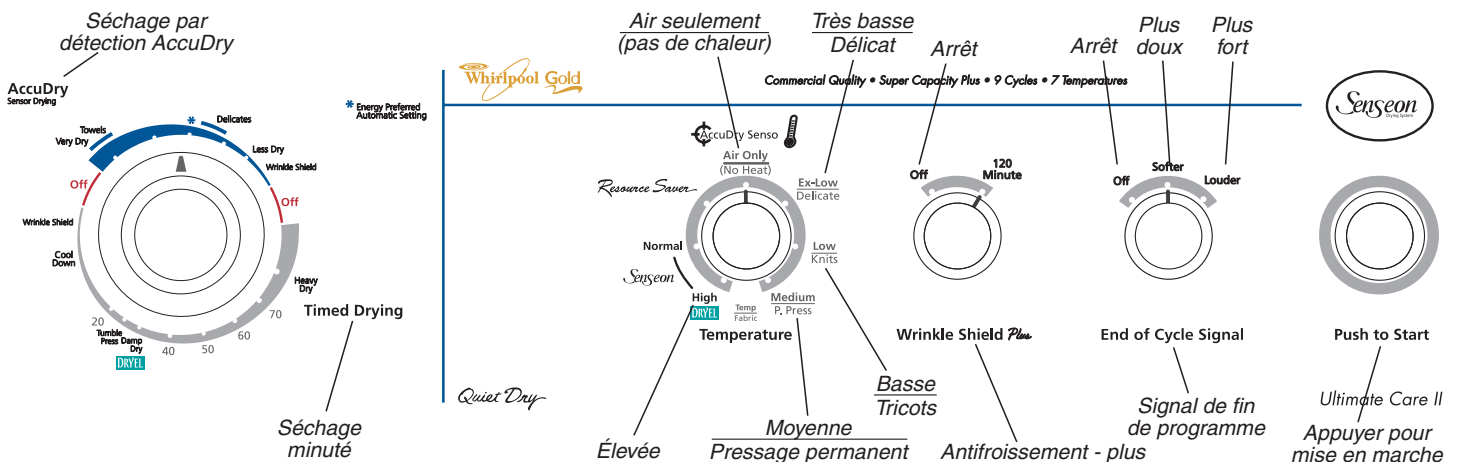 Séchage par
détection AccuDry
Air seulement
(pas de chaleur)
Très basse
Délicat
Arrêt
Arrêt
Plus
doux
Plus
fort
AccuDry
Sensor Drying
Whirlpool Gold
Commercial Quality • Super Capacity Plus • 9 Cycles • 7 Temperatures
* Energy Preferred
Automatic Setting
Senseon
Drying System
Towels
Very Dry
*
Delicates
Less Dry
Wrinkle Shield
Off
Off
Wrinkle Shield
Cool
Down
Heavy
Dry
20
Tumble
Press
Damp
Dry
DRYEL
40
50
60
70
Timed Drying
AccuDry Senso
Air Only
(No Heat)
Resource Saver
Ex-Low
Delicate
Normal
Low
Knits
Senseon
High
DRYEL
Temp
Fabric
Medium
P. Press
Temperature
Off
120
Minute
Wrinkle Shield Plus
Off
Softer
Louder
End of Cycle Signal
Push to Start
Quiet Dry
Ultimate Care II
Séchage
minuté
Élevée
Moyenne
Pressage permanent
Basse
Tricots
Antifroissement - plus
Signal de fin
de programme
Appuyer pour
mise en marche